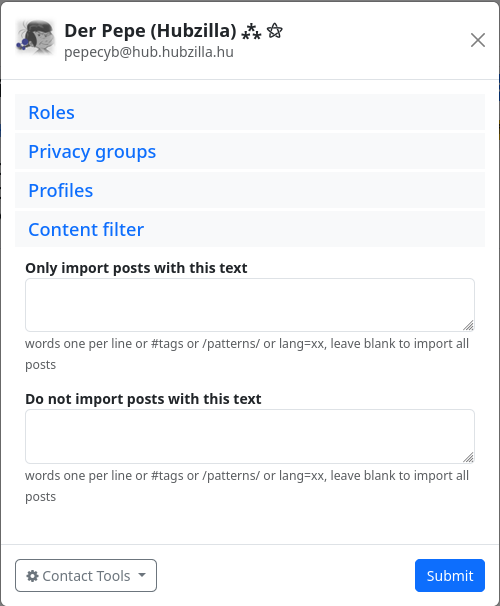 Der Pepe (Hubzilla) ⁂ ⚝
pepecyb@hub.hubzilla.hu
Roles
Privacy groups
Profiles
Content filter
Only import posts with this text
words one per line or #tags or /patterns/ or lang=xx, leave blank to import all
posts
Do not import posts with this text
words one per line or #tags or /patterns/ or lang=xx, leave blank to import all
posts
Contact Tools
Submit